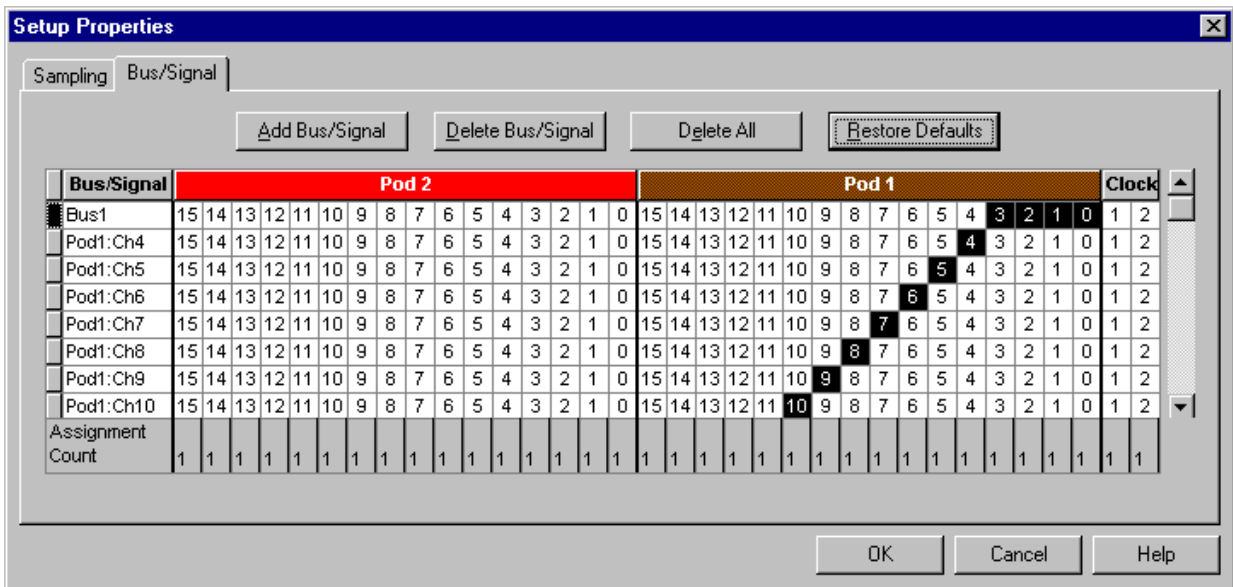 Setup Properties
Sampling Bus/Signal
Add Bus/Signal Delete Bus/Signal Delete All Restore Defaults
Bus/Signal Pod 2 Pod 1 Clock
Bus1 15 14 13 12 11 10 9 8 7 6 5 4 3 2 1 0 15 14 13 12 11 10 9 8 7 6 5 4 3 2 1 0 1 2
Pod1:Ch4 15 14 13 12 11 10 9 8 7 6 5 4 3 2 1 0 15 14 13 12 11 10 9 8 7 6 5 4 3 2 1 0 1 2
Pod1:Ch5 15 14 13 12 11 10 9 8 7 6 5 4 3 2 1 0 15 14 13 12 11 10 9 8 7 6 5 4 3 2 1 0 1 2
Pod1:Ch6 15 14 13 12 11 10 9 8 7 6 5 4 3 2 1 0 15 14 13 12 11 10 9 8 7 6 5 4 3 2 1 0 1 2
Pod1:Ch7 15 14 13 12 11 10 9 8 7 6 5 4 3 2 1 0 15 14 13 12 11 10 9 8 7 6 5 4 3 2 1 0 1 2
Pod1:Ch8 15 14 13 12 11 10 9 8 7 6 5 4 3 2 1 0 15 14 13 12 11 10 9 8 7 6 5 4 3 2 1 0 1 2
Pod1:Ch9 15 14 13 12 11 10 9 8 7 6 5 4 3 2 1 0 15 14 13 12 11 10 9 8 7 6 5 4 3 2 1 0 1 2
Pod1:Ch10 15 14 13 12 11 10 9 8 7 6 5 4 3 2 1 0 15 14 13 12 11 10 9 8 7 6 5 4 3 2 1 0 1 2
Assignment
Count 1 1 1 1 1 1 1 1 1 1 1 1 1 1 1 1 1 1 1 1 1 1 1 1 1 1 1 1 1 1 1 1 1 1
OK Cancel Help